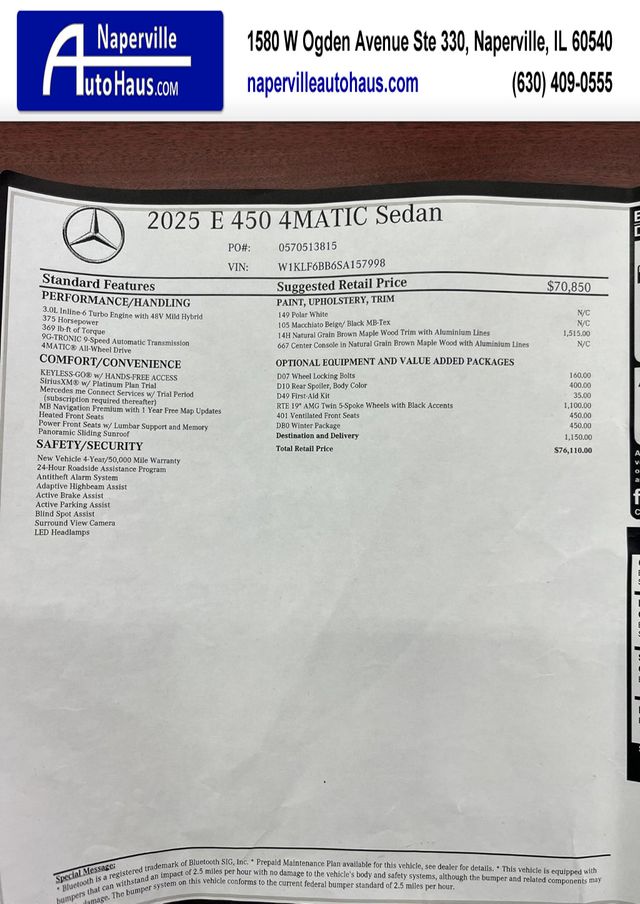 Naperville
AutoHaus.com
1580 W Ogden Avenue Ste 330, Naperville, IL 60540
napervilleautohaus.com (630) 409-0555
2025 E 450 4MATIC Sedan
PO#: 0570513815
VIN: W1KLF6BB6SA157998
Standard Features
PERFORMANCE/HANDLING
3.0L Inline-6 Turbo Engine with 48V Mild Hybrid
375 Horsepower
369 lb-ft of Torque
9G-TRONIC 9-Speed Automatic Transmission
4MATIC® All-Wheel Drive
COMFORT/CONVENIENCE
KEYLESS-GO® w/ HANDS-FREE ACCESS
SiriusXM® w/ Platinum Plan Trial
Mercedes me Connect Services w/ Trial Period
(subscription required thereafter)
MB Navigation Premium with 1 Year Free Map Updates
Heated Front Seats
Power Front Seats w/ Lumbar Support and Memory
Panoramic Sliding Sunroof
SAFETY/SECURITY
New Vehicle 4-Year/50,000 Mile Warranty
24-Hour Roadside Assistance Program
Antitheft Alarm System
Adaptive Highbeam Assist
Active Brake Assist
Active Parking Assist
Blind Spot Assist
Surround View Camera
LED Headlamps
Suggested Retail Price $70,850
PAINT, UPHOLSTERY, TRIM
149 Polar White N/C
105 Macchiato Beige/ Black MB-Tex N/C
14H Natural Grain Brown Maple Wood Trim with Aluminium Lines 1,515.00
667 Center Console in Natural Grain Brown Maple Wood with Aluminium Lines N/C
OPTIONAL EQUIPMENT AND VALUE ADDED PACKAGES
D07 Wheel Locking Bolts 160.00
D10 Rear Spoiler, Body Color 400.00
D49 First-Aid Kit 35.00
RTE 19" AMG Twin 5-Spoke Wheels with Black Accents 1,100.00
401 Ventilated Front Seats 450.00
DB0 Winter Package 450.00
Destination and Delivery 1,150.00
Total Retail Price $76,110.00
Special Message:
* Bluetooth is a registered trademark of Bluetooth SIG, Inc. * Prepaid Maintenance Plan available for this vehicle, see dealer for details. * This vehicle is equipped with
bumpers that can withstand an impact of 2.5 miles per hour with no damage to the vehicle's body and safety systems, although the bumper and related components may
damage. The bumper system on this vehicle conforms to the current federal bumper standard of 2.5 miles per hour.